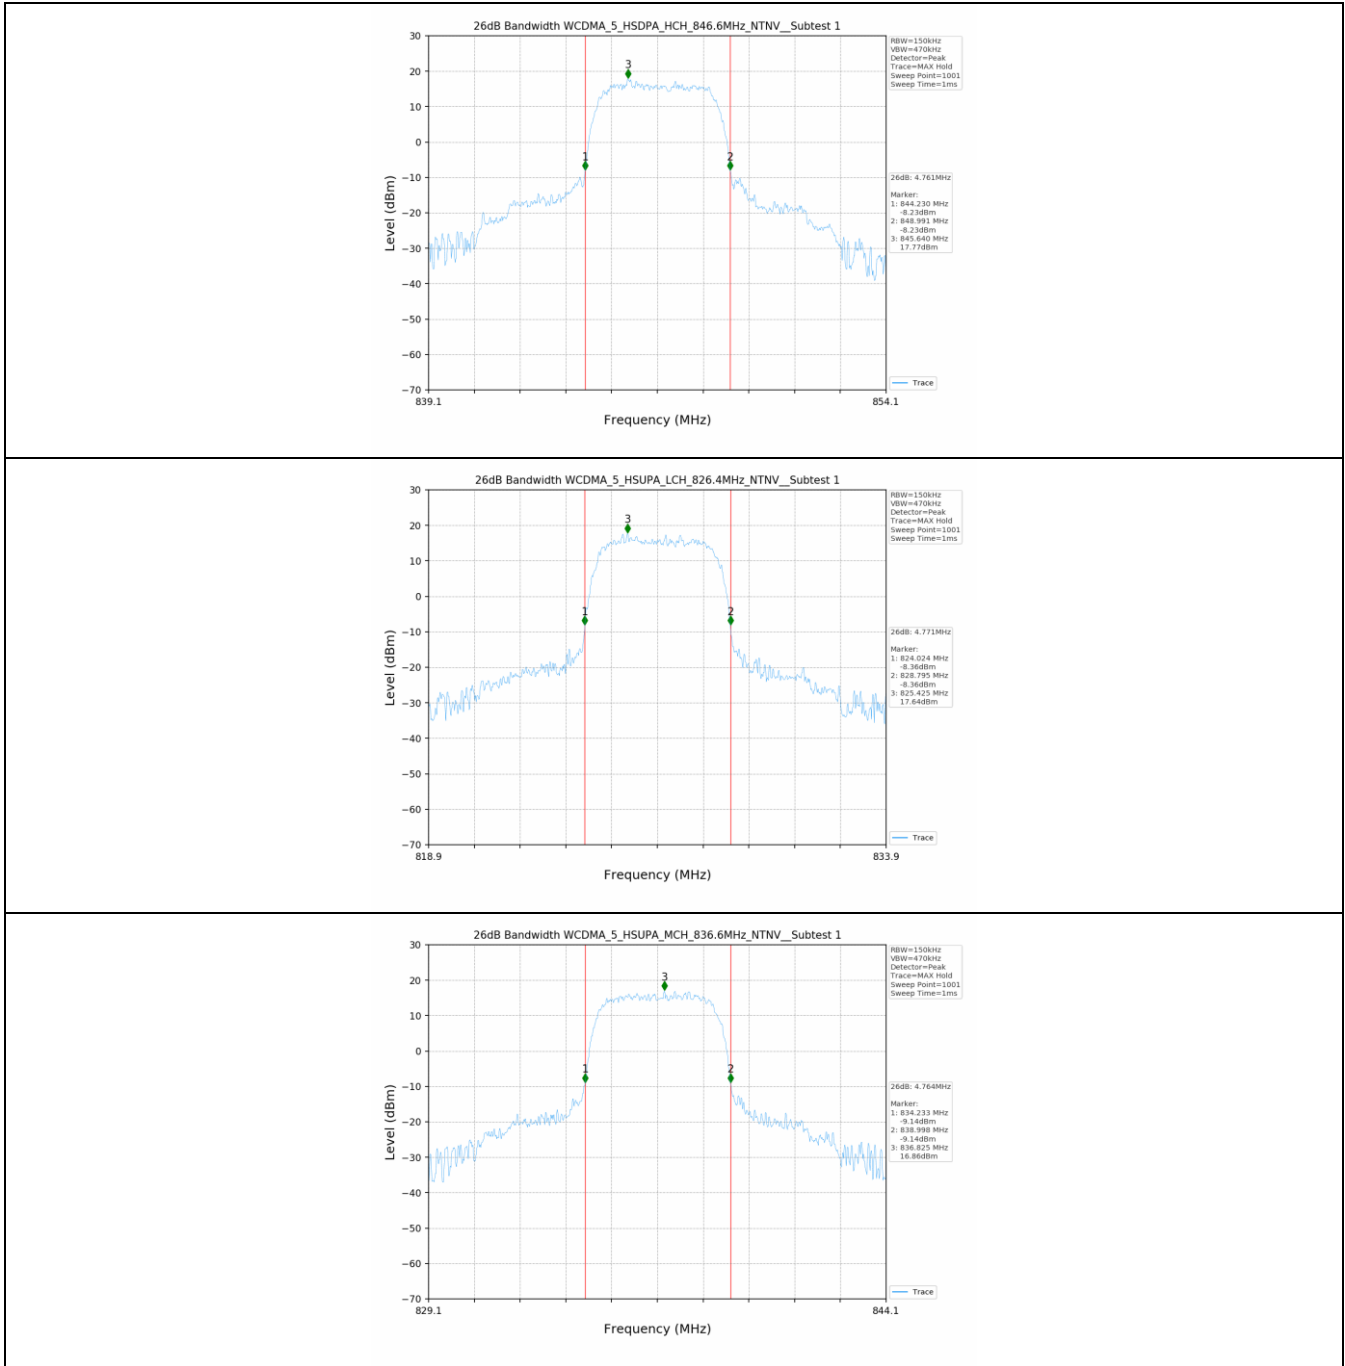 26dB Bandwidth WCDMA_5_HSDPA_HCH_846.6MHz_NTNV__Subtest 1
30
20
10
0
−10
−20
−30
−40
−50
−60
−70
Level (dBm)
3
1
2
839.1
854.1
Frequency (MHz)
RBW=150kHz
VBW=470kHz
Detector=Peak
Trace=MAX Hold
Sweep Point=1001
Sweep Time=1ms
26dB: 4.761MHz
Marker:
1: 844.230 MHz
-8.23dBm
2: 848.991 MHz
-8.23dBm
3: 845.640 MHz
17.77dBm
Trace
26dB Bandwidth WCDMA_5_HSUPA_LCH_826.4MHz_NTNV__Subtest 1
30
20
10
0
−10
−20
−30
−40
−50
−60
−70
Level (dBm)
3
1
2
818.9
833.9
Frequency (MHz)
RBW=150kHz
VBW=470kHz
Detector=Peak
Trace=MAX Hold
Sweep Point=1001
Sweep Time=1ms
26dB: 4.771MHz
Marker:
1: 824.024 MHz
-8.36dBm
2: 828.795 MHz
-8.36dBm
3: 825.425 MHz
17.64dBm
Trace
26dB Bandwidth WCDMA_5_HSUPA_MCH_836.6MHz_NTNV__Subtest 1
30
20
10
0
−10
−20
−30
−40
−50
−60
−70
Level (dBm)
3
1
2
829.1
844.1
Frequency (MHz)
RBW=150kHz
VBW=470kHz
Detector=Peak
Trace=MAX Hold
Sweep Point=1001
Sweep Time=1ms
26dB: 4.764MHz
Marker:
1: 834.233 MHz
-9.14dBm
2: 838.998 MHz
-9.14dBm
3: 836.825 MHz
16.86dBm
Trace